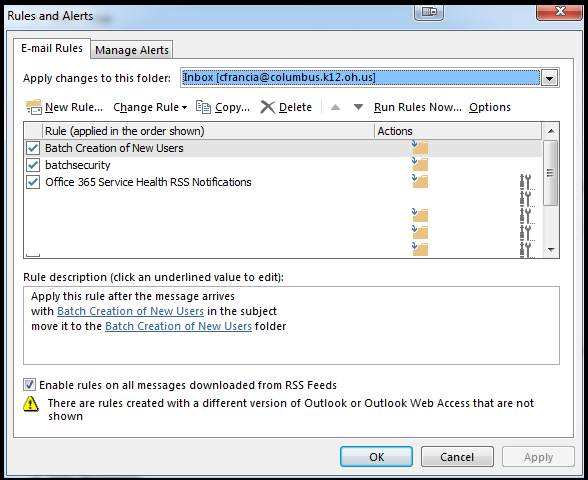 Rules and Alerts
E-mail Rules
Manage Alerts
Apply changes to this folder:
Inbox [cfrancia@columbus.k12.oh.us]
New Rule... Change Rule Copy... Delete Run Rules Now... Options
Rule (applied in the order shown) Actions
Batch Creation of New Users
batchsecurity
Office 365 Service Health RSS Notifications
Rule description (click an underlined value to edit):
Apply this rule after the message arrives
with Batch Creation of New Users in the subject
move it to the Batch Creation of New Users folder
Enable rules on all messages downloaded from RSS Feeds
There are rules created with a different version of Outlook or Outlook Web Access that are not
shown
OK Cancel Apply